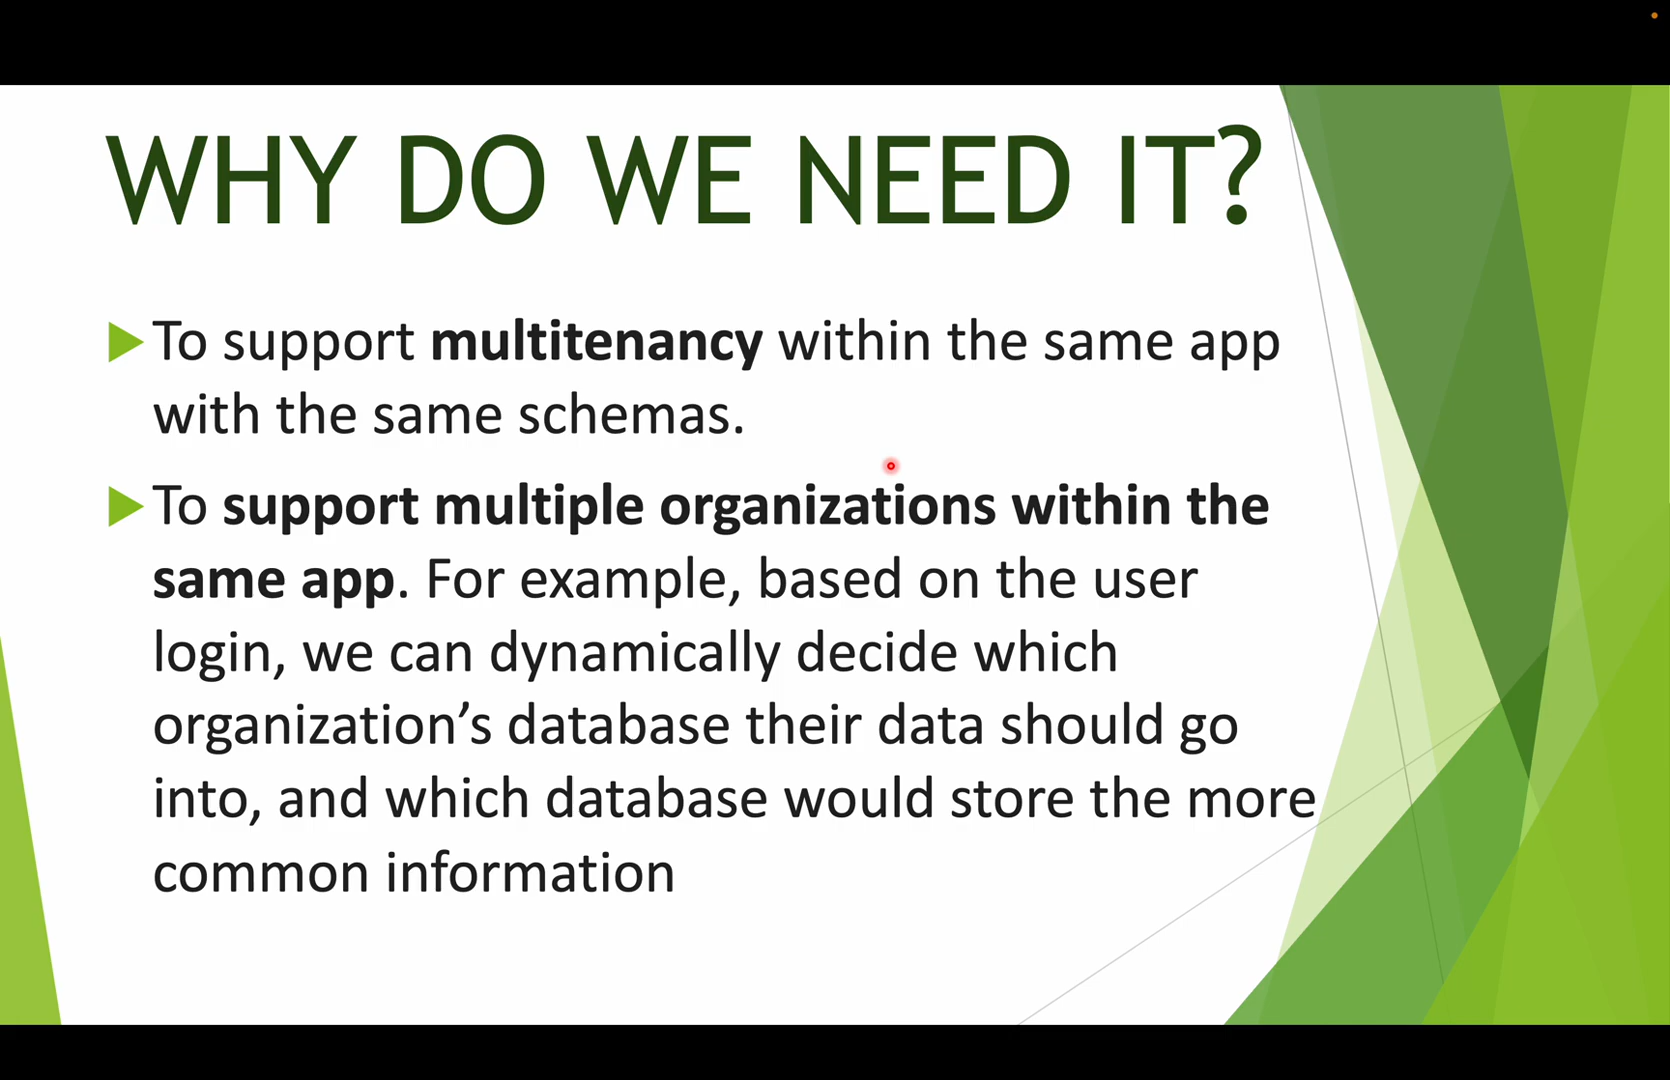 WHY DO WE NEED IT?
To support multitenancy within the same app
with the same schemas.
To support multiple organizations within the
same app. For example, based on the user
login, we can dynamically decide which
organization’s database their data should go
into, and which database would store the more
common information